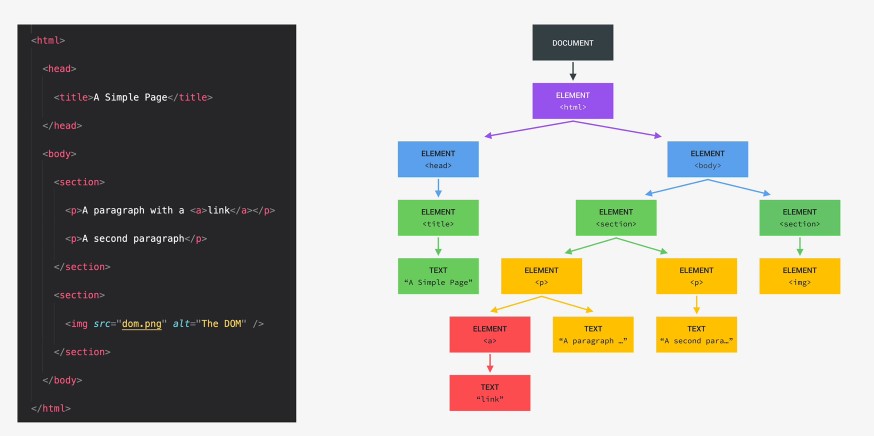 <html>
<head>
<title>A Simple Page</title>
</head>
<body>
<section>
<p>A paragraph with a <a>link</a></p>
<p>A second paragraph</p>
</section>
<section>
<img src="dom.png" alt="The DOM" />
</section>
</body>
</html>
DOCUMENT
ELEMENT
<html>
ELEMENT
<head>
ELEMENT
<body>
ELEMENT
<title>
ELEMENT
<section>
ELEMENT
<section>
TEXT
“A Simple Page”
ELEMENT
<p>
ELEMENT
<p>
ELEMENT
<img>
ELEMENT
<a>
TEXT
“A paragraph …”
TEXT
“A second para…”
TEXT
“link”